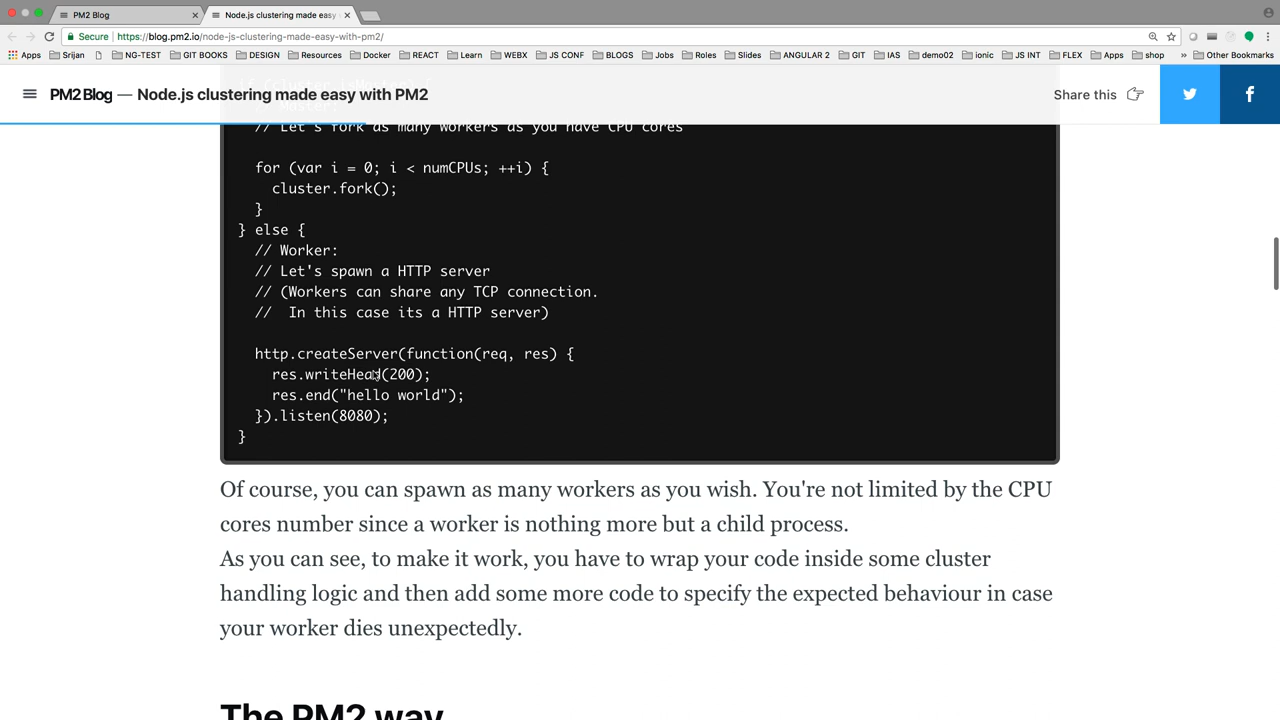 PM2 Blog
Node.js clustering made easy
Secure
https://blog.pm2.io/node-js-clustering-made-easy-with-pm2/
Apps Srijan NG-TEST GIT BOOKS DESIGN Resources Docker REACT Learn WEBX JS CONF BLOGS Jobs Roles Slides ANGULAR 2 GIT IAS demo02 ionic JS INT FLEX Apps shop » Other Bookmarks
PM2 Blog — Node.js clustering made easy with PM2
Share this
// Let's fork as many workers as you have CPU cores
for (var i = 0; i < numCPUs; ++i) {
cluster.fork();
}
} else {
// Worker:
// Let's spawn a HTTP server
// (Workers can share any TCP connection.
// In this case its a HTTP server)
http.createServer(function(req, res) {
res.writeHead(200);
res.end("hello world");
}).listen(8080);
}
Of course, you can spawn as many workers as you wish. You're not limited by the CPU
cores number since a worker is nothing more but a child process.
As you can see, to make it work, you have to wrap your code inside some cluster
handling logic and then add some more code to specify the expected behaviour in case
your worker dies unexpectedly.
The PM2 way